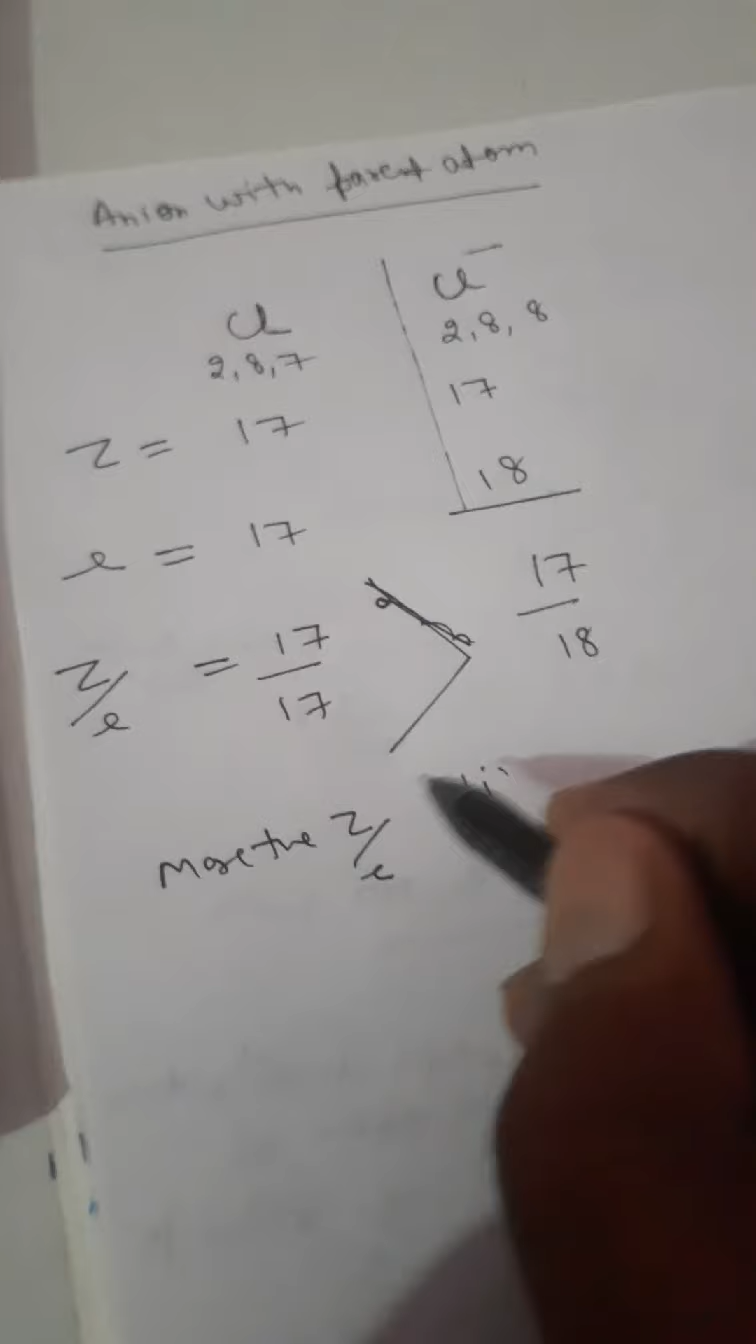 Anion with parent atom
Cl Cl⁻
2,8,7 2,8,8
Z = 17 17
e = 17 18
Z/e = 17/17 > 17/18
More the Z/e